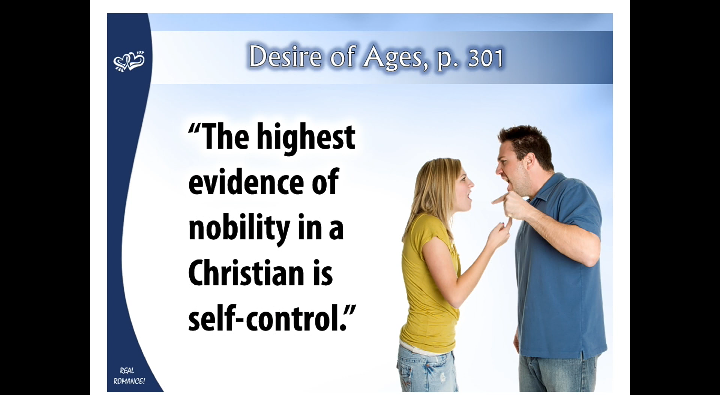 Desire of Ages, p. 301
“The highest
evidence of
nobility in a
Christian is
self-control.”
REAL
ROMANCE!